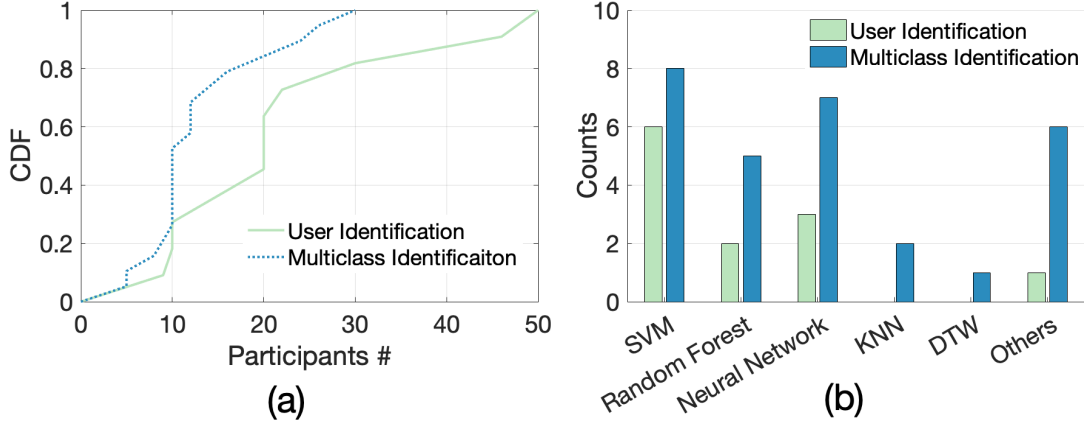 1
0.8
0.6
0.4
0.2
0
CDF
User Identification
Multiclass Identificaiton
0 10 20 30 40 50
Participants #
(a)
10
8
6
4
2
0
Counts
User Identification
Multiclass Identification
SVM
Random Forest
Neural Network
KNN
DTW
Others
(b)